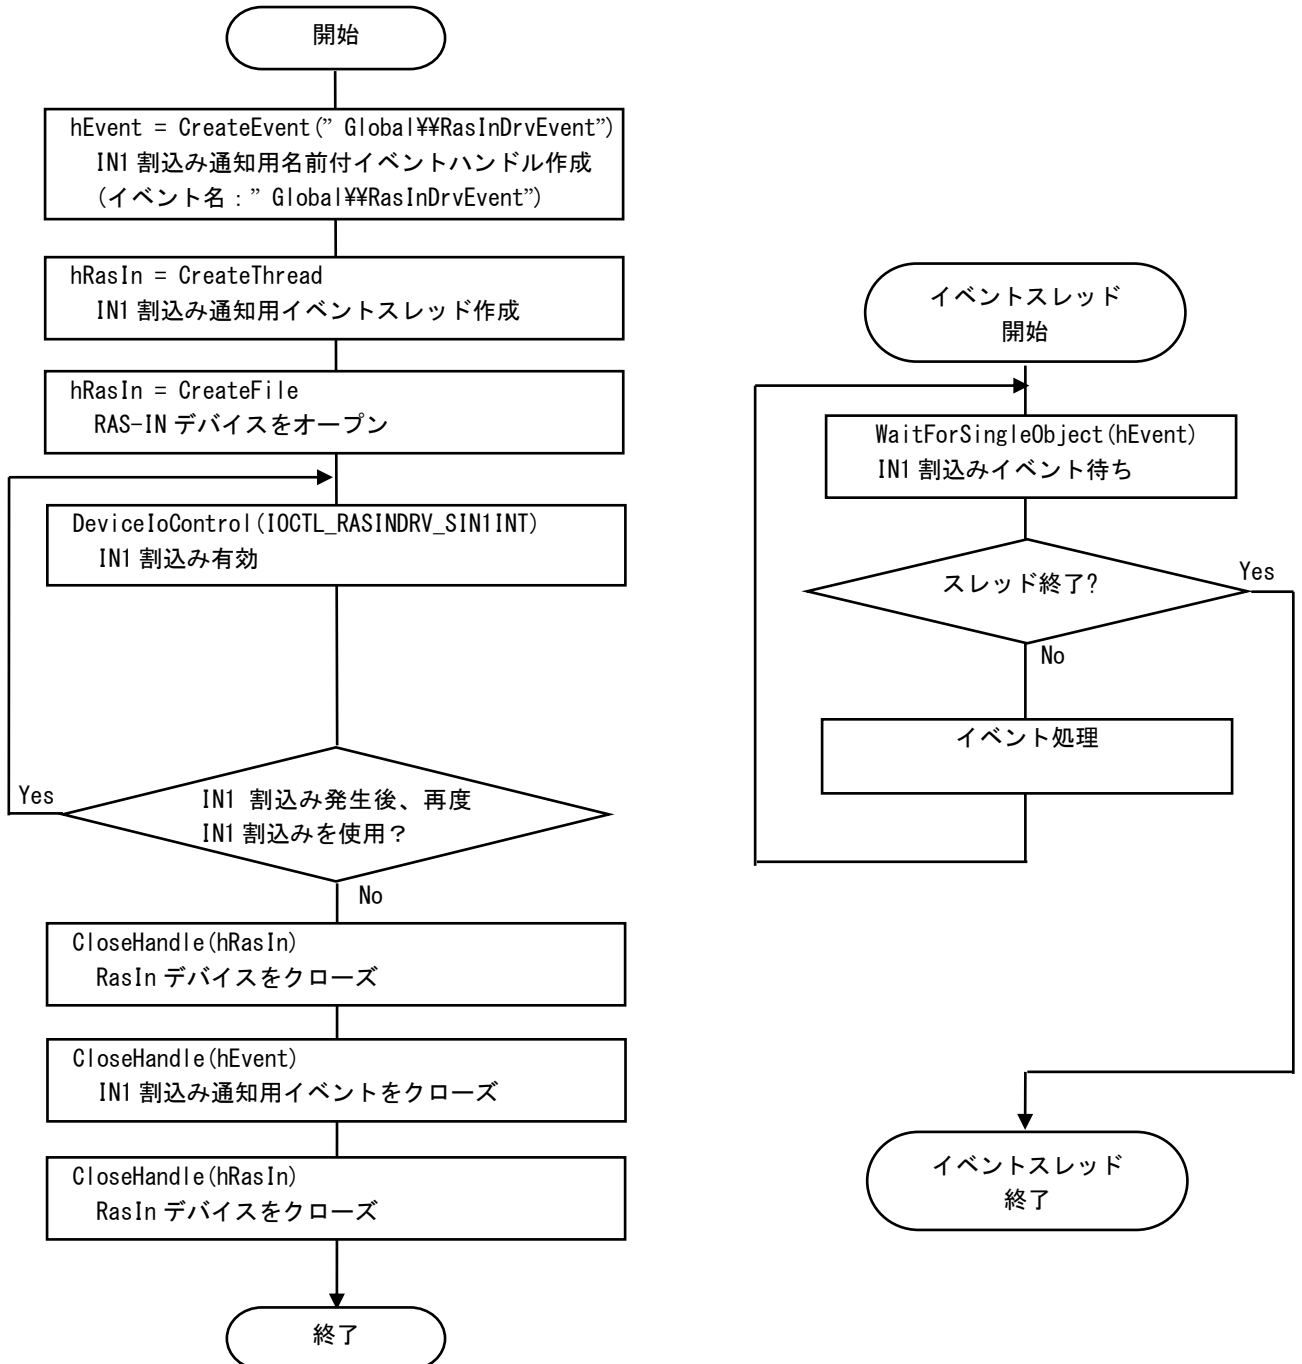 開始
hEvent = CreateEvent(” Global¥¥RasInDrvEvent”)
IN1 割込み通知用名前付イベントハンドル作成
(イベント名：” Global¥¥RasInDrvEvent”)
hRasIn = CreateThread
IN1 割込み通知用イベントスレッド作成
hRasIn = CreateFile
RAS-IN デバイスをオープン
DeviceIoControl(IOCTL_RASINDRV_SIN1INT)
IN1 割込み有効
Yes
IN1 割込み発生後、再度
IN1 割込みを使用？
No
CloseHandle(hRasIn)
RasIn デバイスをクローズ
CloseHandle(hEvent)
IN1 割込み通知用イベントをクローズ
CloseHandle(hRasIn)
RasIn デバイスをクローズ
終了
イベントスレッド
開始
WaitForSingleObject(hEvent)
IN1 割込みイベント待ち
スレッド終了?
Yes
No
イベント処理
イベントスレッド
終了